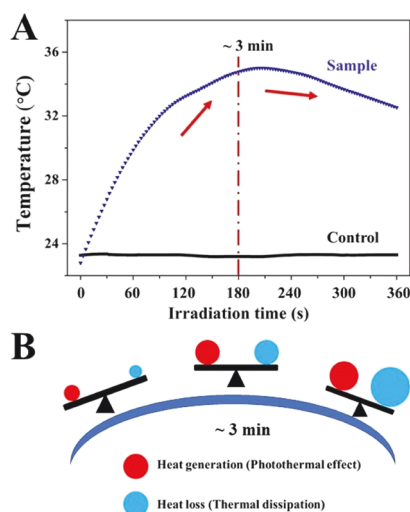 A
~ 3 min
Sample
Control
Temperature (°C)
36
32
28
24
0
60
120
180
240
300
360
Irradiation time (s)
B
~ 3 min
Heat generation (Photothermal effect)
Heat loss (Thermal dissipation)